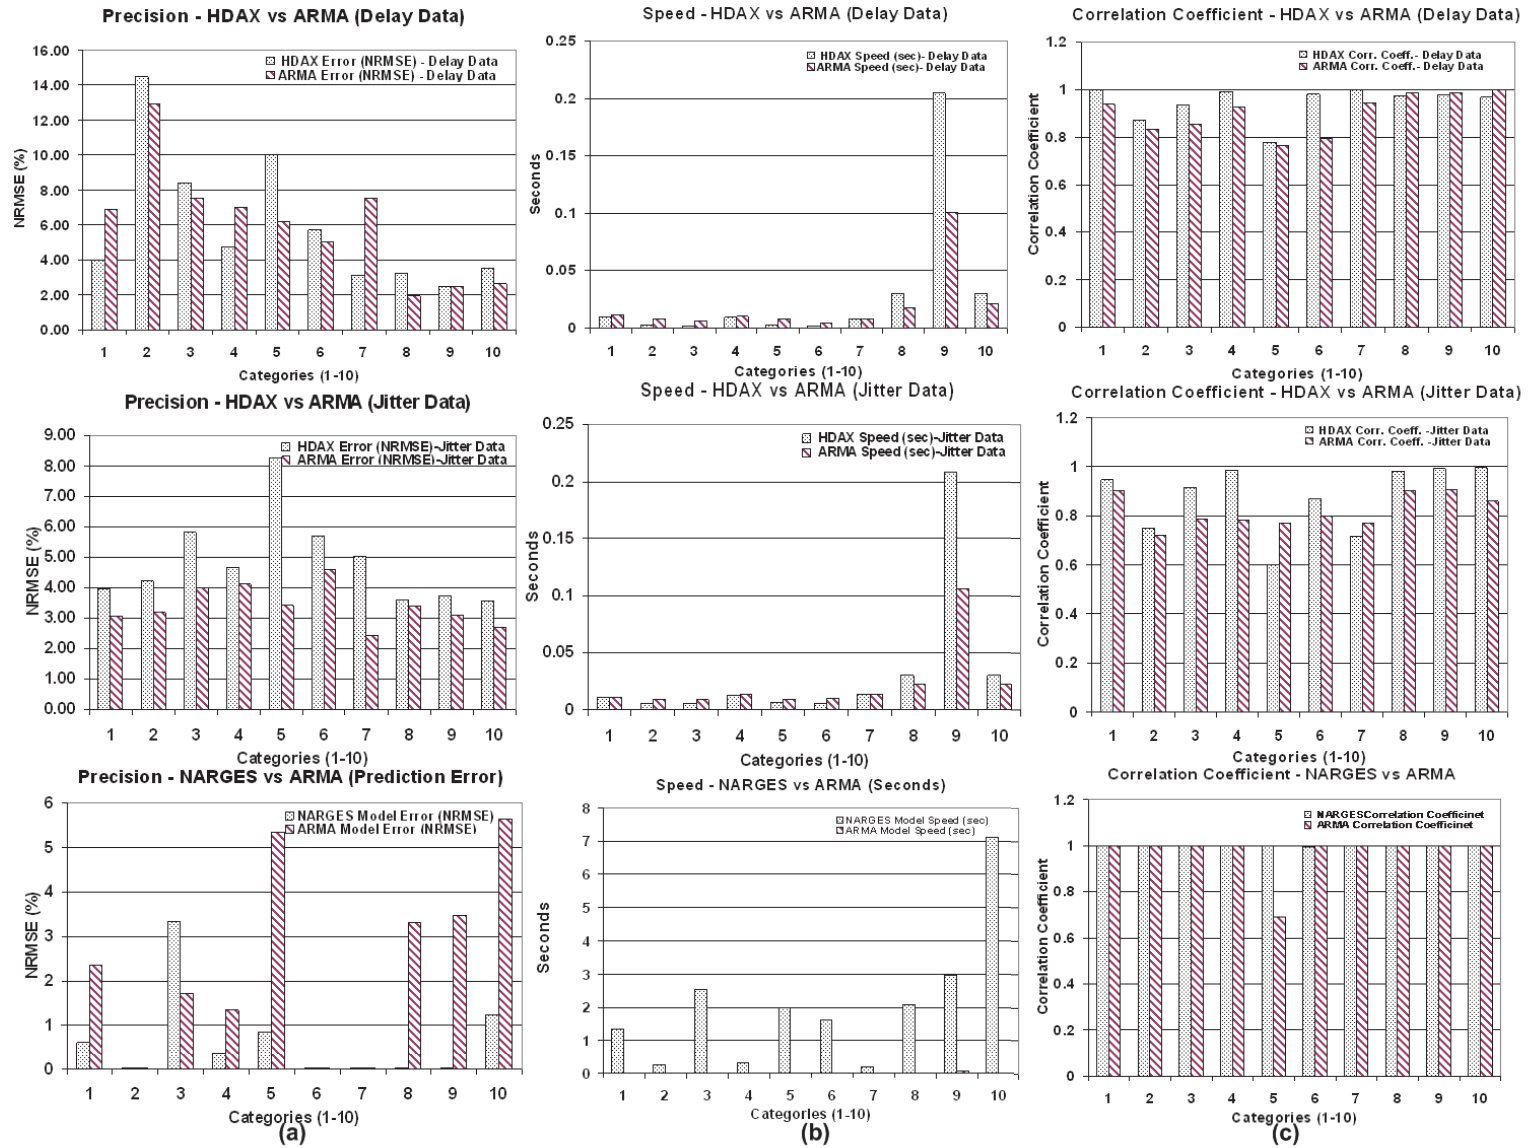 Precision - HDAX vs ARMA (Delay Data)
HDAX Error (NRMSE) - Delay Data
ARMA Error (NRMSE) - Delay Data
NRMSE (%)
16.00
14.00
12.00
10.00
8.00
6.00
4.00
2.00
0.00
1 2 3 4 5 6 7 8 9 10
Categories (1-10)
Speed - HDAX vs ARMA (Delay Data)
HDAX Speed (sec)- Delay Data
ARMA Speed (sec)- Delay Data
Seconds
0.25
0.2
0.15
0.1
0.05
0
1 2 3 4 5 6 7 8 9 10
Categories (1-10)
Correlation Coefficient - HDAX vs ARMA (Delay Data)
HDAX Corr. Coeff.- Delay Data
ARMA Corr. Coeff.- Delay Data
Correlation Coefficient
1.2
1
0.8
0.6
0.4
0.2
0
1 2 3 4 5 6 7 8 9 10
Categories (1-10)
Precision - HDAX vs ARMA (Jitter Data)
HDAX Error (NRMSE)-Jitter Data
ARMA Error (NRMSE)-Jitter Data
NRMSE (%)
9.00
8.00
7.00
6.00
5.00
4.00
3.00
2.00
1.00
0.00
1 2 3 4 5 6 7 8 9 10
Categories (1-10)
Speed - HDAX vs ARMA (Jitter Data)
HDAX Speed (sec)-Jitter Data
ARMA Speed (sec)-Jitter Data
Seconds
0.25
0.2
0.15
0.1
0.05
0
1 2 3 4 5 6 7 8 9 10
Categories (1-10)
Correlation Coefficient - HDAX vs ARMA (Jitter Data)
HDAX Corr. Coeff. -Jitter Data
ARMA Corr. Coeff. -Jitter Data
Correlation Coefficient
1.2
1
0.8
0.6
0.4
0.2
0
1 2 3 4 5 6 7 8 9 10
Categories (1-10)
Precision - NARGES vs ARMA (Prediction Error)
NARGES Model Error (NRMSE)
ARMA Model Error (NRMSE)
NRMSE (%)
6
5
4
3
2
1
0
1 2 3 4 5 6 7 8 9 10
Categories (1-10)
(a)
Speed - NARGES vs ARMA (Seconds)
NARGES Model Speed (sec)
ARMA Model Speed (sec)
Seconds
8
7
6
5
4
3
2
1
0
1 2 3 4 5 6 7 8 9 10
Categories (1-10)
(b)
Correlation Coefficient - NARGES vs ARMA
NARGESCorrelation Coefficinet
ARMA Correlation Coefficinet
Correlation Coefficient
1.2
1
0.8
0.6
0.4
0.2
0
1 2 3 4 5 6 7 8 9 10
Categories (1-10)
(c)